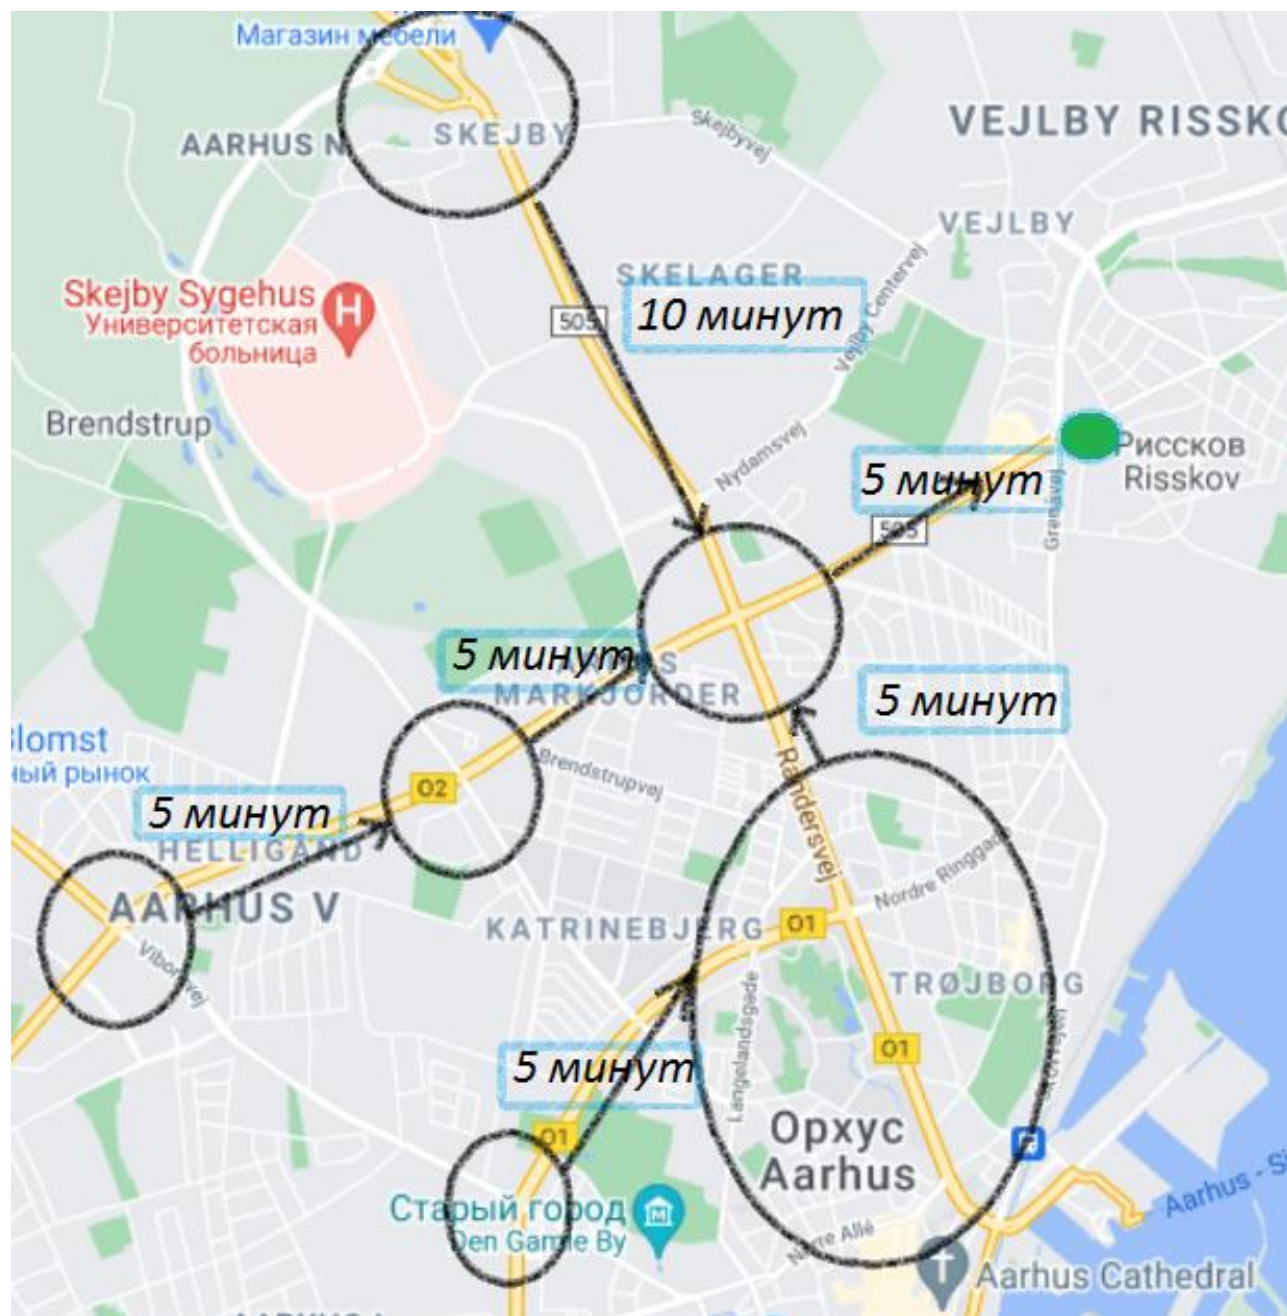 Магазин мебели
SKEJBY
AARHUS N
Skejbyvej
VEJLBY RISSKO
VEJLBY
SKELAGER
10 минут
505
Vejlby Centervej
Skejby Sygehus
Университетская
больница
H
Brendstrup
Nydamsvej
5 минут
Риссков
Risskov
505
Grenåvej
5 минут
MARKJORDER
5 минут
Blomst
ный рынок
O2
Brendstrupvej
5 минут
HELLIGAND
AARHUS V
Viborgvej
Randersvej
Nordre Ringgade
KATRINEBJERG
O1
TRØJBORG
Langelandsgade
O1
5 минут
Орхус
Aarhus
O1
Старый город
Den Gamle By
Nørre Allé
Aarhus - S
Aarhus Cathedral